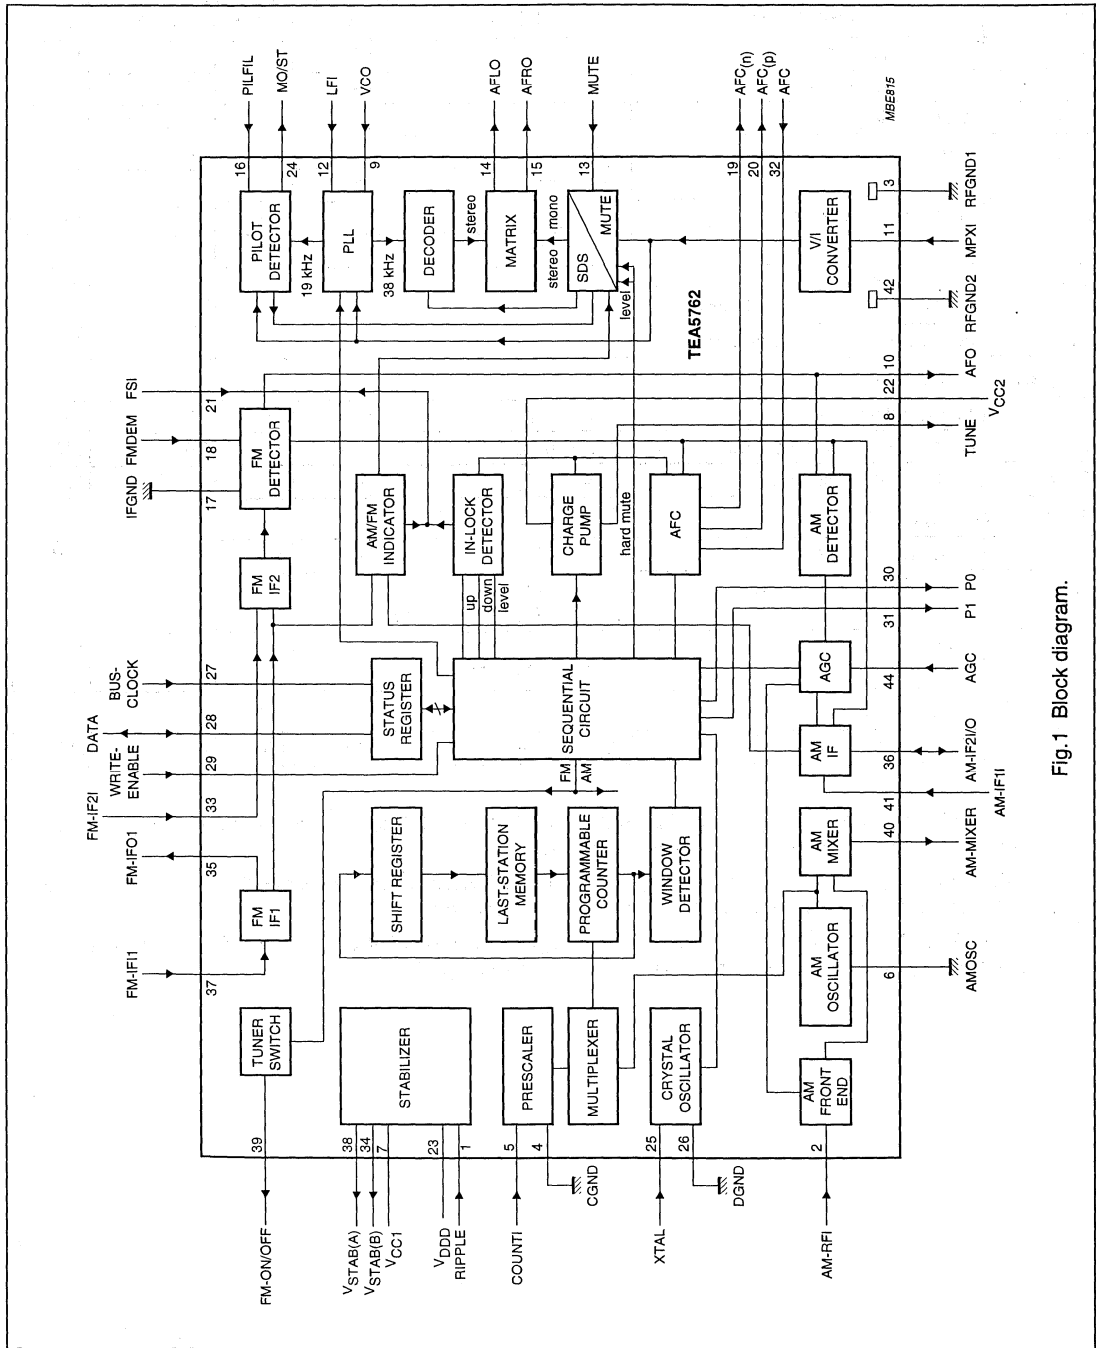 FM-ON/OFF
39
TUNER
SWITCH
FM-IFI1
37
FM
IF1
35
FM-IFO1
33
FM-IF2I
29
WRITE-
ENABLE
28
DATA
27
BUS-
CLOCK
FM
IF2
17
IFGND
18
FMDEM
FM
DETECTOR
21
FSI
16
PILFIL
24
MO/ST
PILOT
DETECTOR
19 kHz
12
LFI
9
VCO
PLL
38 kHz
DECODER
stereo
14
AFLO
15
AFRO
MATRIX
stereo
mono
13
MUTE
SDS
MUTE
level
VSTAB(A)
38
VSTAB(B)
34
VCC1
7
VDDD
23
RIPPLE
1
STABILIZER
SHIFT REGISTER
STATUS
REGISTER
AM/FM
INDICATOR
LAST-STATION
MEMORY
FM
AM
SEQUENTIAL
CIRCUIT
up
down
level
IN-LOCK
DETECTOR
COUNTI
5
4
CGND
PRESCALER
MULTIPLEXER
PROGRAMMABLE
COUNTER
CHARGE
PUMP
hard mute
XTAL
25
26
DGND
CRYSTAL
OSCILLATOR
WINDOW
DETECTOR
AFC
TEA5762
19
AFC(n)
20
AFC(p)
32
AFC
AM-RFI
2
AM
FRONT
END
AM
OSCILLATOR
AM
MIXER
AM
IF
AGC
AM
DETECTOR
V/I
CONVERTER
6
AMOSC
40
AM-MIXER
41
AM-IF1I
36
AM-IF2I/O
44
AGC
31
P1
30
P0
8
TUNE
22
VCC2
10
AFO
42
RFGND2
11
MPXI
3
RFGND1
MBE815
Fig.1 Block diagram.